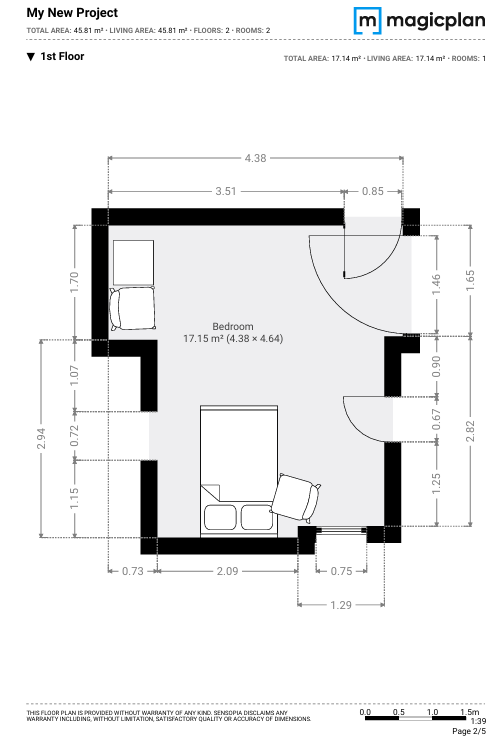 My New Project
TOTAL AREA: 45.81 m² · LIVING AREA: 45.81 m² · FLOORS: 2 · ROOMS: 2
magicplan
▼ 1st Floor
TOTAL AREA: 17.14 m² · LIVING AREA: 17.14 m² · ROOMS: 1
4.38
3.51
0.85
1.70
1.46
1.65
Bedroom
17.15 m² (4.38 × 4.64)
1.07
0.90
2.94
0.72
0.67
2.82
1.15
1.25
0.73
2.09
0.75
1.29
THIS FLOOR PLAN IS PROVIDED WITHOUT WARRANTY OF ANY KIND. SENSOPIA DISCLAIMS ANY
WARRANTY INCLUDING, WITHOUT LIMITATION, SATISFACTORY QUALITY OR ACCURACY OF DIMENSIONS.
0.0 0.5 1.0 1.5m
1:39
Page 2/5